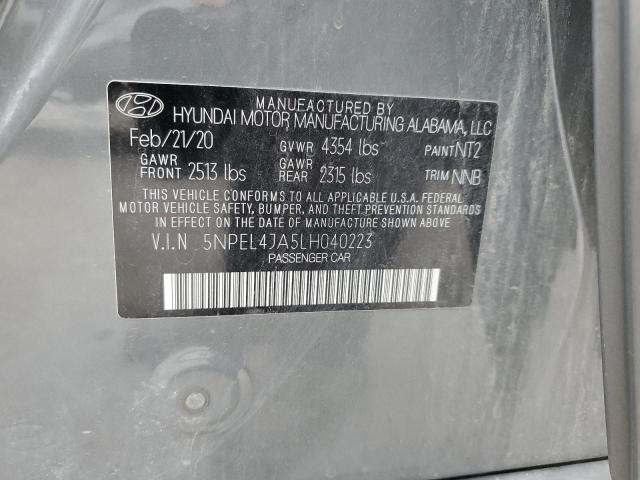 MANUFACTURED BY
HYUNDAI MOTOR MANUFACTURING ALABAMA, LLC
Feb/21/20 GVWR 4354 lbs PAINT NT2
GAWR FRONT 2513 lbs GAWR REAR 2315 lbs TRIM NNB
THIS VEHICLE CONFORMS TO ALL APPLICABLE U.S.A. FEDERAL
MOTOR VEHICLE SAFETY, BUMPER, AND THEFT PREVENTION
STANDARDS IN EFFECT ON THE DATE OF MANUFACTURE SHOWN ABOVE.
V.I.N 5NPEL4JA5LH040223
PASSENGER CAR